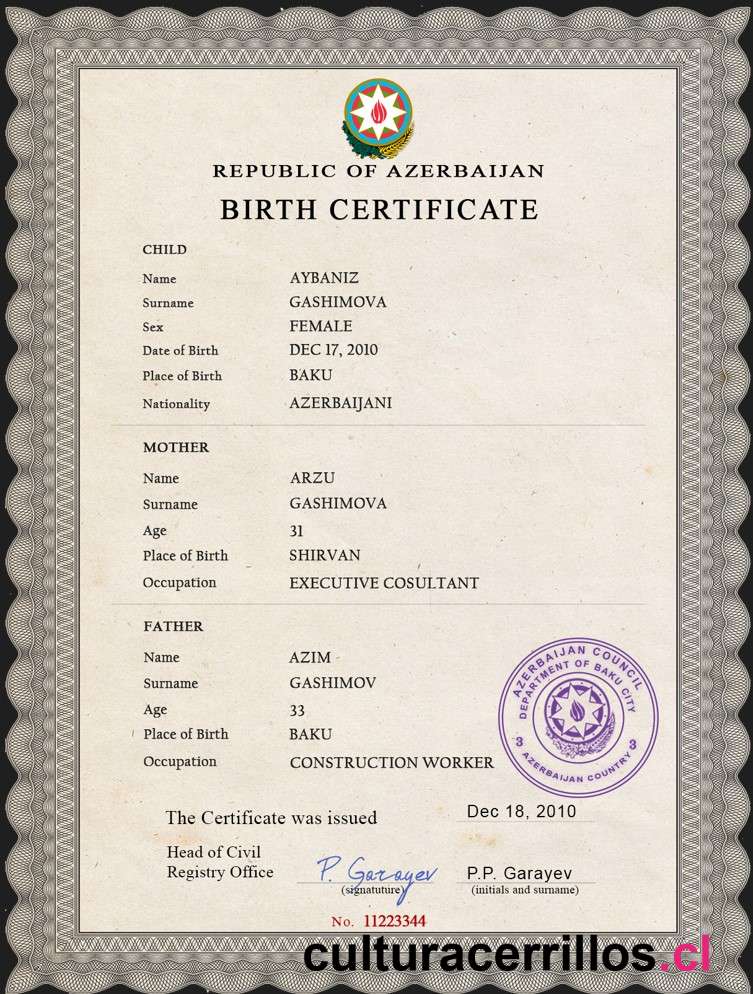 REPUBLIC OF AZERBAIJAN
BIRTH CERTIFICATE
CHILD
Name AYBANIZ
Surname GASHIMOVA
Sex FEMALE
Date of Birth DEC 17, 2010
Place of Birth BAKU
Nationality AZERBAIJANI
MOTHER
Name ARZU
Surname GASHIMOVA
Age 31
Place of Birth SHIRVAN
Occupation EXECUTIVE COSULTANT
FATHER
Name AZIM
Surname GASHIMOV
Age 33
Place of Birth BAKU
Occupation CONSTRUCTION WORKER
AZERBAIJAN COUNCIL
DEPARTMENT OF BAKU CITY
3 3
AZERBAIJAN COUNTRY
The Certificate was issued Dec 18, 2010
Head of Civil
Registry Office P. Garayev P.P. Garayev
(signatuture) (initials and surname)
No. 11223344
culturacerrillos.cl